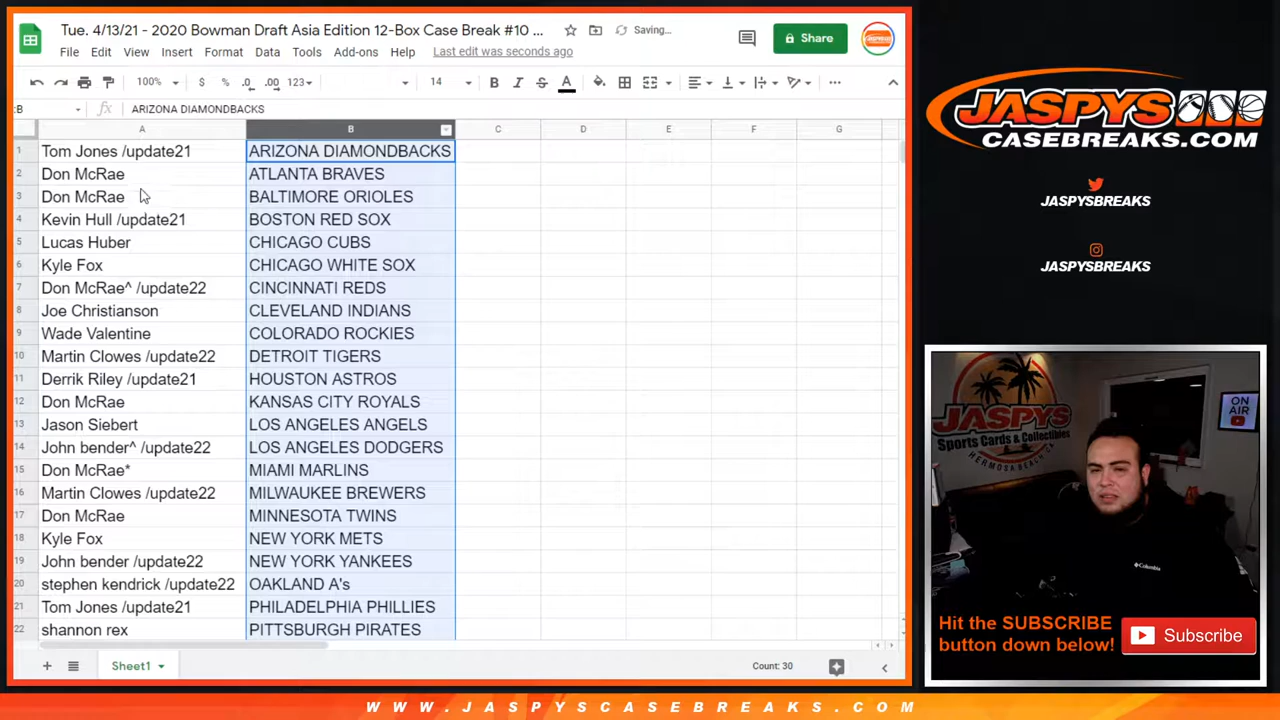 Tue. 4/13/21 - 2020 Bowman Draft Asia Edition 12-Box Case Break #10 ...
Saving...
File Edit View Insert Format Data Tools Add-ons Help Last edit was seconds ago
Share
100% $ % .0 .00 123 14 B I S A
:B fx ARIZONA DIAMONDBACKS
A B C D E F G
1 Tom Jones /update21 ARIZONA DIAMONDBACKS
2 Don McRae ATLANTA BRAVES
3 Don McRae BALTIMORE ORIOLES
4 Kevin Hull /update21 BOSTON RED SOX
5 Lucas Huber CHICAGO CUBS
6 Kyle Fox CHICAGO WHITE SOX
7 Don McRae^ /update22 CINCINNATI REDS
8 Joe Christianson CLEVELAND INDIANS
9 Wade Valentine COLORADO ROCKIES
10 Martin Clowes /update22 DETROIT TIGERS
11 Derrik Riley /update21 HOUSTON ASTROS
12 Don McRae KANSAS CITY ROYALS
13 Jason Siebert LOS ANGELES ANGELS
14 John bender^ /update22 LOS ANGELES DODGERS
15 Don McRae* MIAMI MARLINS
16 Martin Clowes /update22 MILWAUKEE BREWERS
17 Don McRae MINNESOTA TWINS
18 Kyle Fox NEW YORK METS
19 John bender /update22 NEW YORK YANKEES
20 stephen kendrick /update22 OAKLAND A's
21 Tom Jones /update21 PHILADELPHIA PHILLIES
22 shannon rex PITTSBURGH PIRATES
Sheet1
Count: 30
JASPYS
CASEBREAKS.COM
JASPYSBREAKS
JASPYSBREAKS
JASPYS
Sports Cards & Collectibles
HERMOSA BEACH CA
ON
AIR
Columbia
Hit the SUBSCRIBE
button down below!
Subscribe
WWW.JASPYSCASEBREAKS.COM